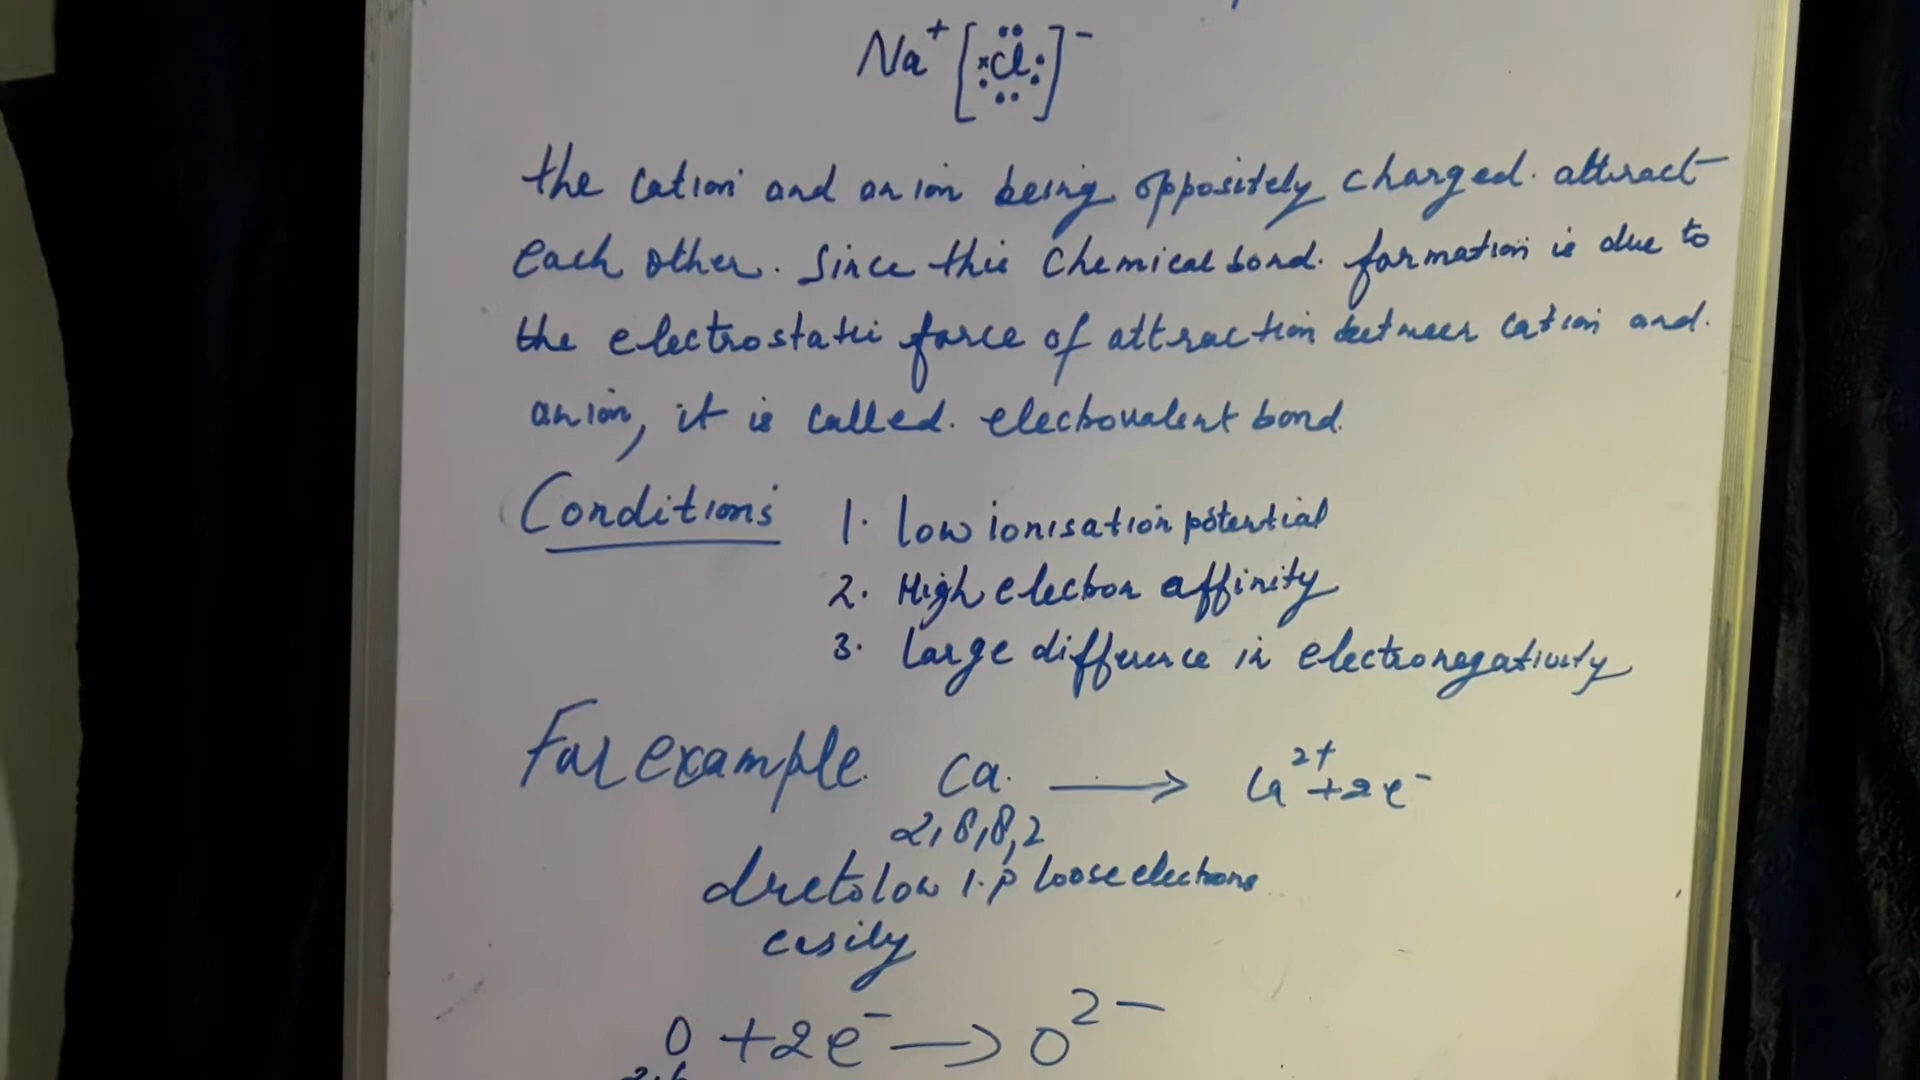 Na⁺ [×Cl:]⁻
the cation and anion being oppositely charged. attract
each other. Since this chemical bond. formation is due to
the electrostatic force of attraction between cation and.
anion, it is called. electrovalent bond.
Conditions 1. low ionisation potential
2. High electron affinity
3. Large difference in electronegativity
For example. Ca. → Ca²⁺+2e⁻
2,8,8,2
due to low I.p loose electrons
easily
O +2e⁻ → O²⁻
2,6